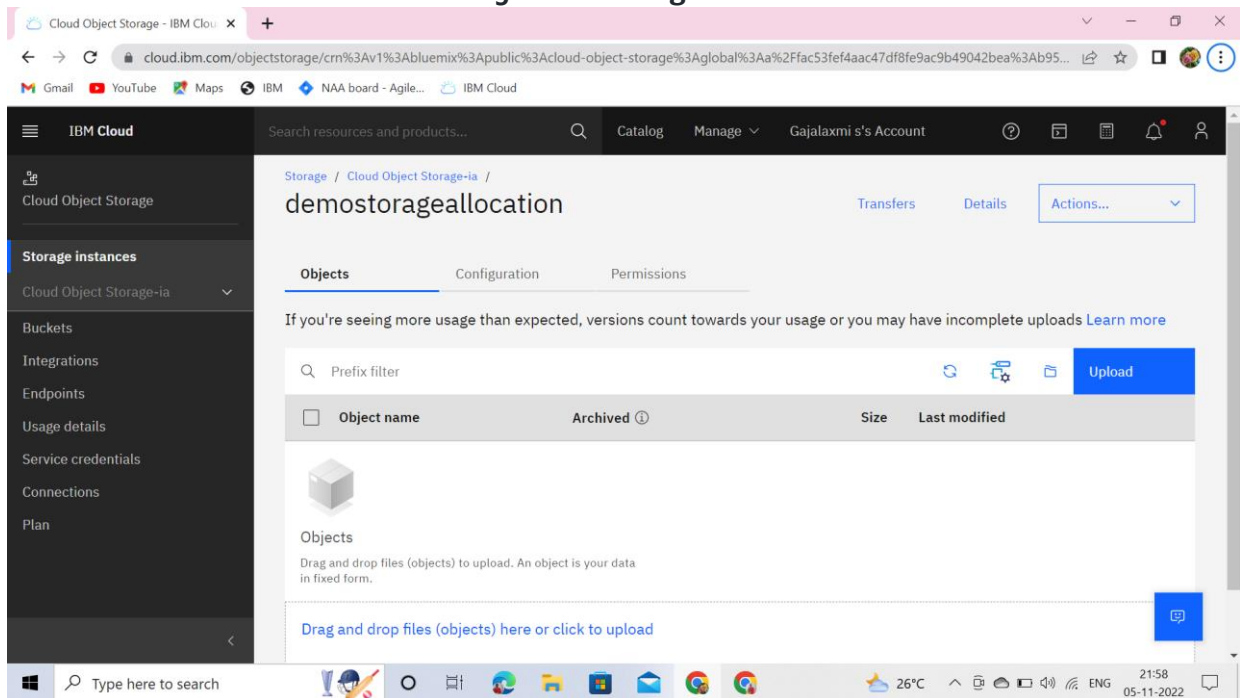 Cloud Object Storage - IBM Clou
cloud.ibm.com/objectstorage/crn%3Av1%3Abluemix%3Apublic%3Acloud-object-storage%3Aglobal%3Aa%2Ffac53fef4aac47df8fe9ac9b49042bea%3Ab95...
Gmail YouTube Maps IBM NAA board - Agile... IBM Cloud
IBM Cloud Search resources and products... Catalog Manage Gajalaxmi s's Account
Cloud Object Storage
Storage instances
Cloud Object Storage-ia
Buckets
Integrations
Endpoints
Usage details
Service credentials
Connections
Plan
Storage / Cloud Object Storage-ia /
demostorageallocation Transfers Details Actions...
Objects Configuration Permissions
If you're seeing more usage than expected, versions count towards your usage or you may have incomplete uploads Learn more
Prefix filter Upload
Object name Archived Size Last modified
Objects
Drag and drop files (objects) to upload. An object is your data
in fixed form.
Drag and drop files (objects) here or click to upload
Type here to search 26°C ENG 21:58
05-11-2022